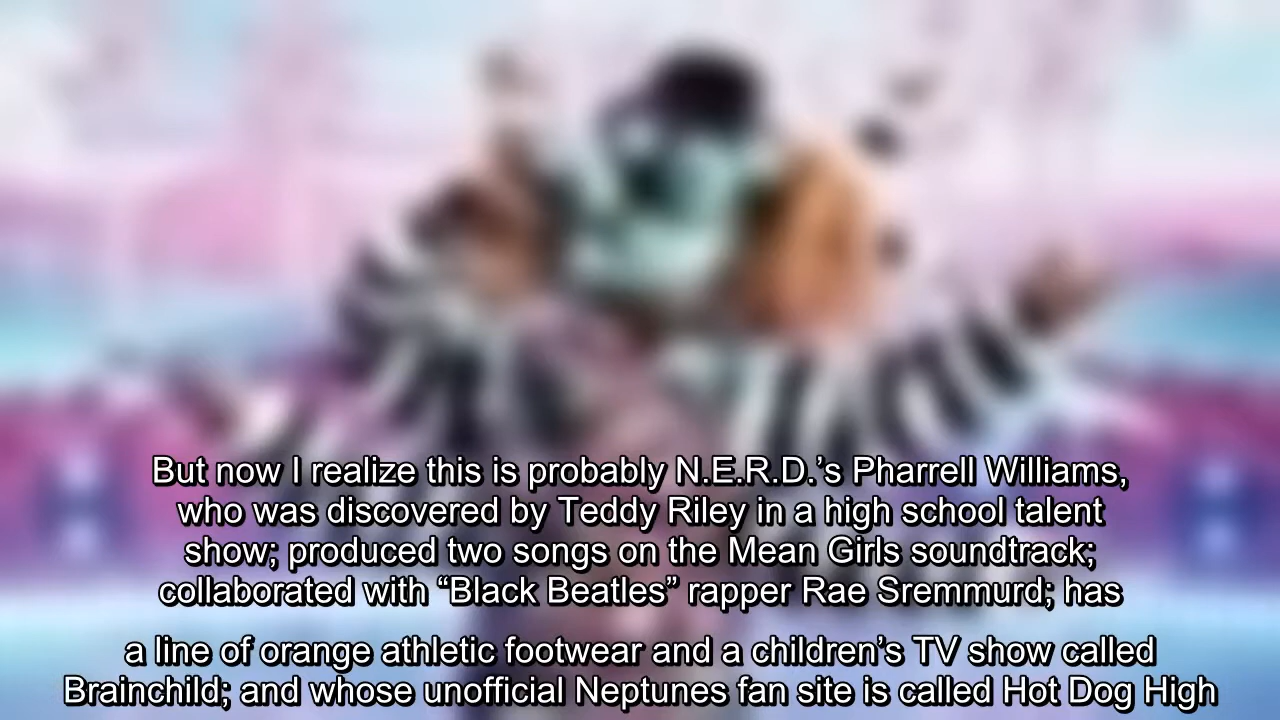 But now I realize this is probably N.E.R.D.’s Pharrell Williams,
who was discovered by Teddy Riley in a high school talent
show; produced two songs on the Mean Girls soundtrack;
collaborated with “Black Beatles” rapper Rae Sremmurd; has
a line of orange athletic footwear and a children’s TV show called
Brainchild; and whose unofficial Neptunes fan site is called Hot Dog High